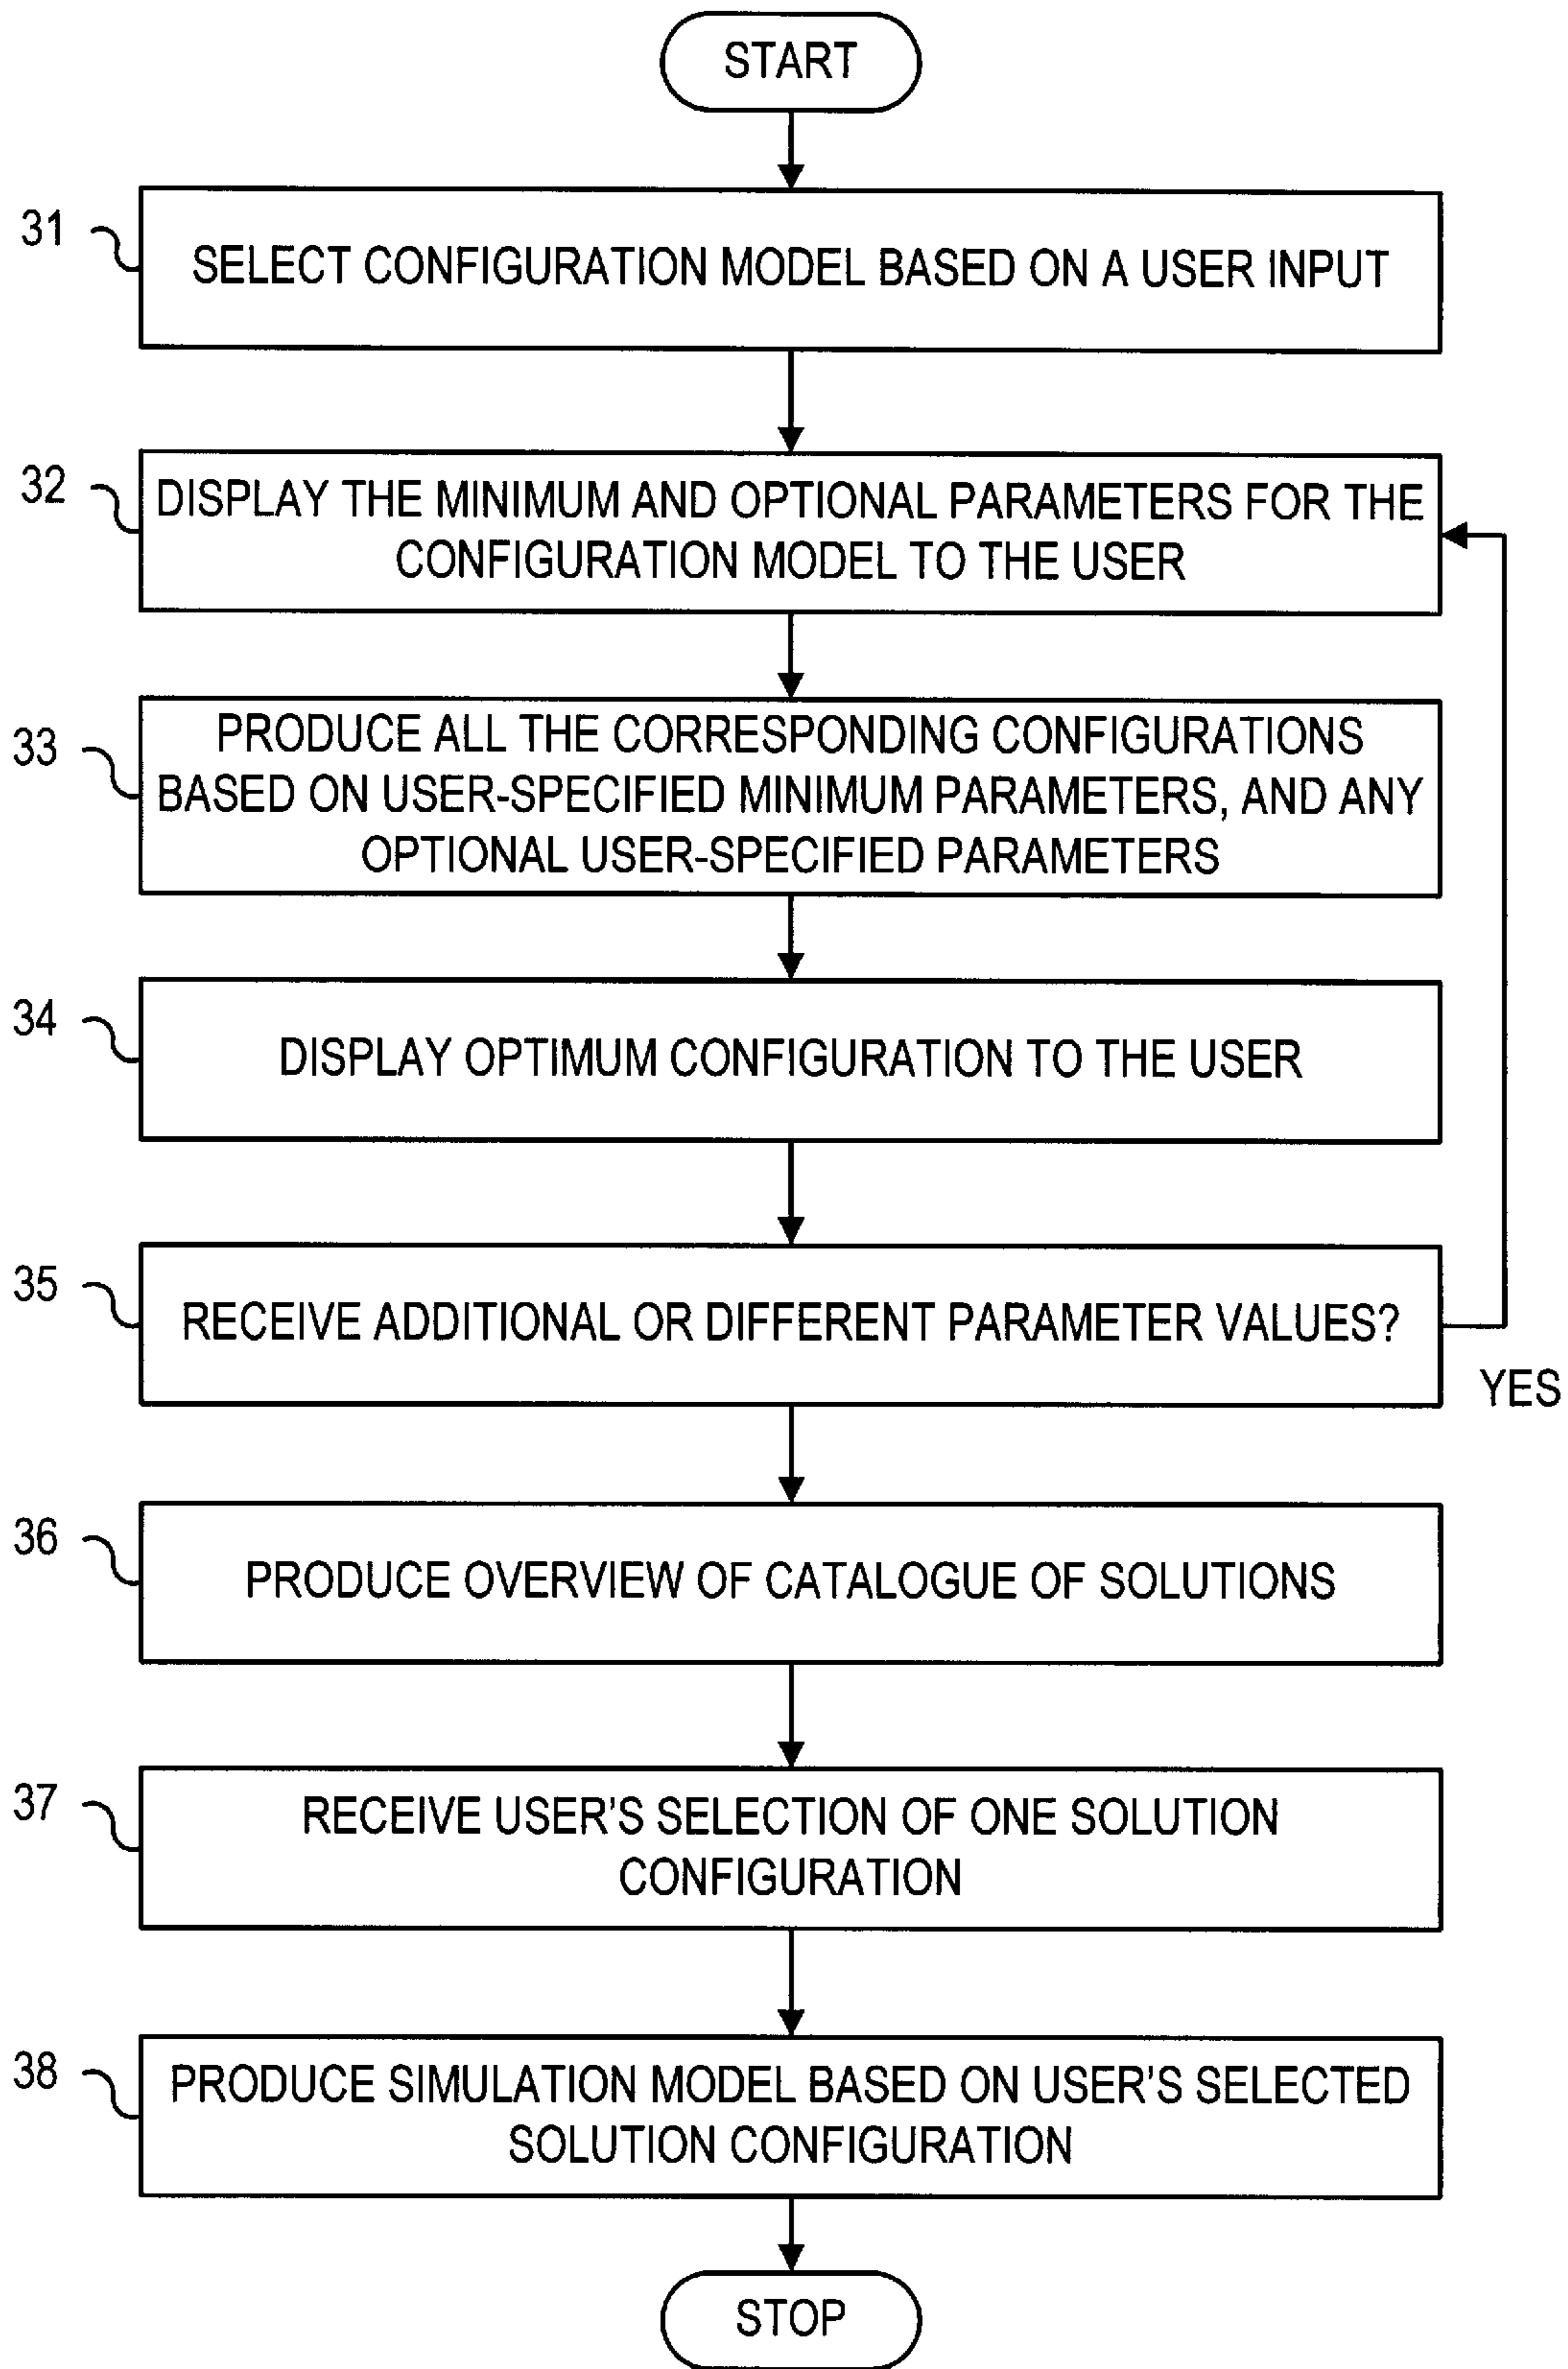 START
31
SELECT CONFIGURATION MODEL BASED ON A USER INPUT
32
DISPLAY THE MINIMUM AND OPTIONAL PARAMETERS FOR THE
CONFIGURATION MODEL TO THE USER
33
PRODUCE ALL THE CORRESPONDING CONFIGURATIONS
BASED ON USER-SPECIFIED MINIMUM PARAMETERS, AND ANY
OPTIONAL USER-SPECIFIED PARAMETERS
34
DISPLAY OPTIMUM CONFIGURATION TO THE USER
35
RECEIVE ADDITIONAL OR DIFFERENT PARAMETER VALUES?
YES
36
PRODUCE OVERVIEW OF CATALOGUE OF SOLUTIONS
37
RECEIVE USER'S SELECTION OF ONE SOLUTION
CONFIGURATION
38
PRODUCE SIMULATION MODEL BASED ON USER'S SELECTED
SOLUTION CONFIGURATION
STOP